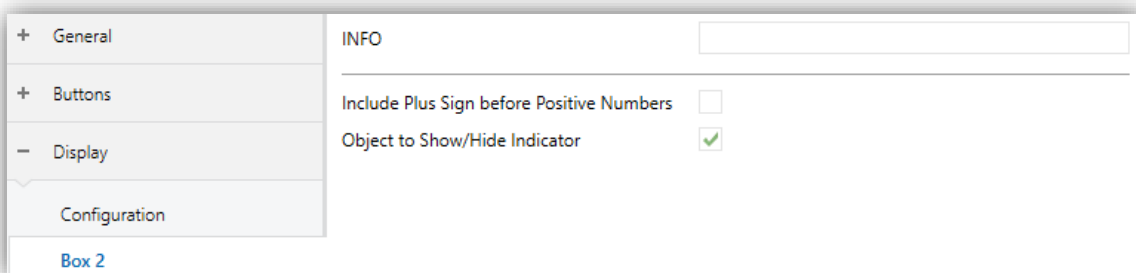 + General
+ Buttons
− Display
Configuration
Box 2
INFO
Include Plus Sign before Positive Numbers
Object to Show/Hide Indicator